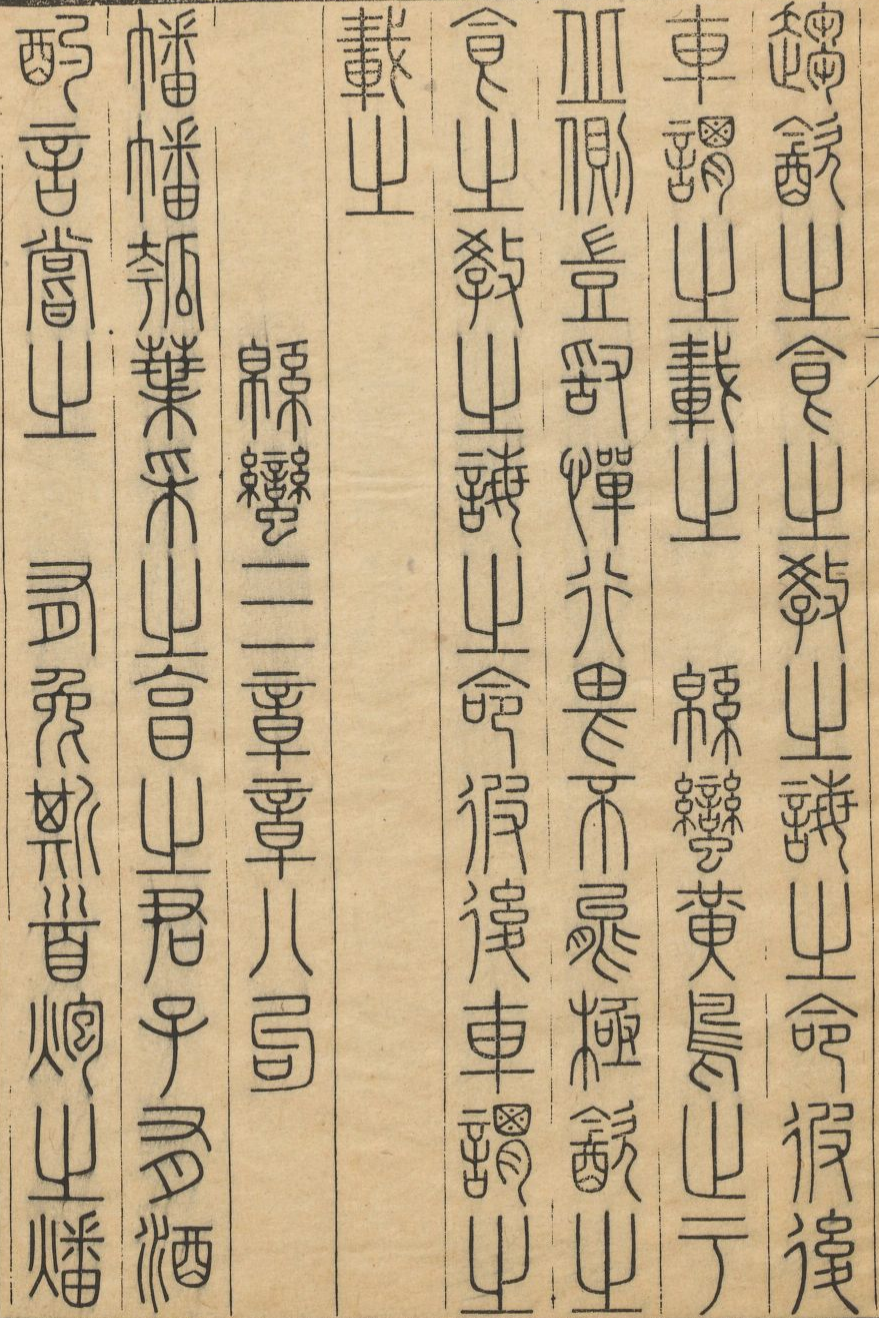 趨飲之食之教之誨之命彼後
車謂之載之　緜蠻黃鳥止于
丘側豈敢憚行畏不能極飲之
食之教之誨之命彼後車謂之
載之
緜蠻三章章八句
幡幡瓠葉采之亨之君子有酒
酌言嘗之　有兔斯首炮之燔